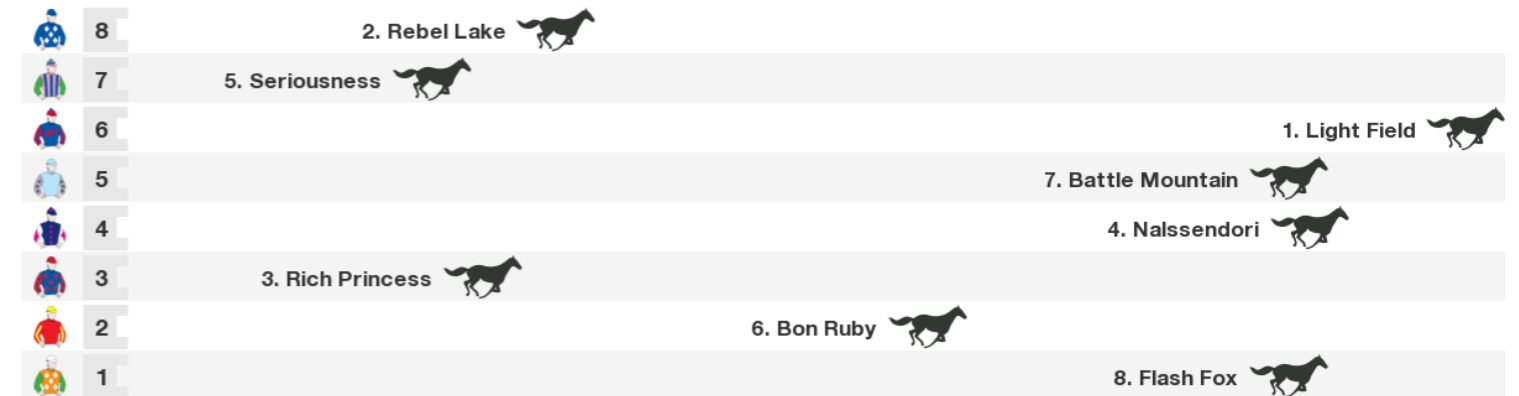 8 2. Rebel Lake
7 5. Seriousness
6 1. Light Field
5 7. Battle Mountain
4 4. Nalssendori
3 3. Rich Princess
2 6. Bon Ruby
1 8. Flash Fox